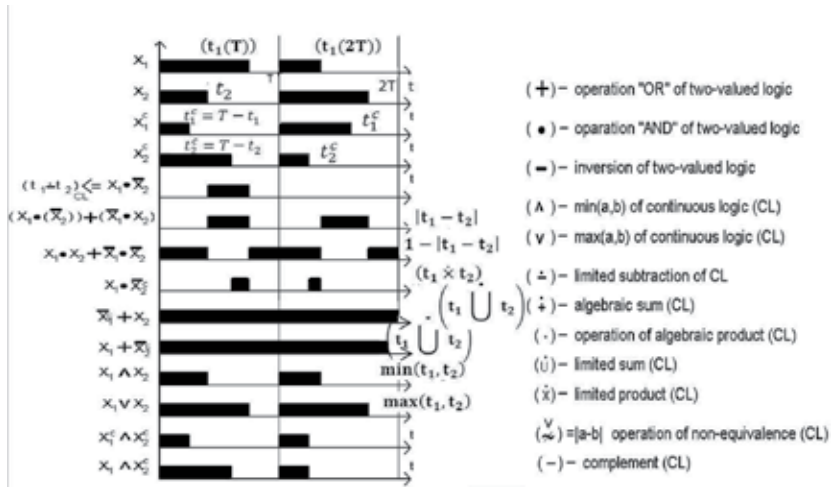 (t₁(T)) (t₁(2T))
X₁
T 2T t
X₂ t₂
X₁ᶜ t₁ᶜ = T − t₁ t₁ᶜ t
X₂ᶜ t₂ᶜ = T − t₂ t₂ᶜ t
(t₁∸t₂)<= X₁•X̅₂ t
CL
(X₁•(X̅₂))+(X̅₁•X₂) |t₁ − t₂|
X₁•X₂+X̅₁•X̅₂ 1 − |t₁ − t₂|
X₁•X̅₂ᶜ (t₁ ẋ t₂)
X̅₁+X₂ (t₁ ⋃̇ t₂)
X₁+X̅₂ (t₁ ⋃̇ t₂)
X₁∧X₂ min(t₁, t₂)
X₁∨X₂ max(t₁, t₂)
X₁ᶜ∧X₂ᶜ t
X₁∧X₂ᶜ t
(+)– operation "OR" of two-valued logic
(•)– oparation "AND" of two-valued logic
(–)– inversion of two-valued logic
(∧)– min(a,b) of continuous logic (CL)
(∨)– max(a,b) of continuous logic (CL)
(∸)– limited subtraction of CL
(∔)– algebraic sum (CL)
(·)– operation of algebraic product (CL)
(∪̇)– limited sum (CL)
(ẋ)– limited product (CL)
(≁)=|a-b| operation of non-equivalence (CL)
(–)– complement (CL)